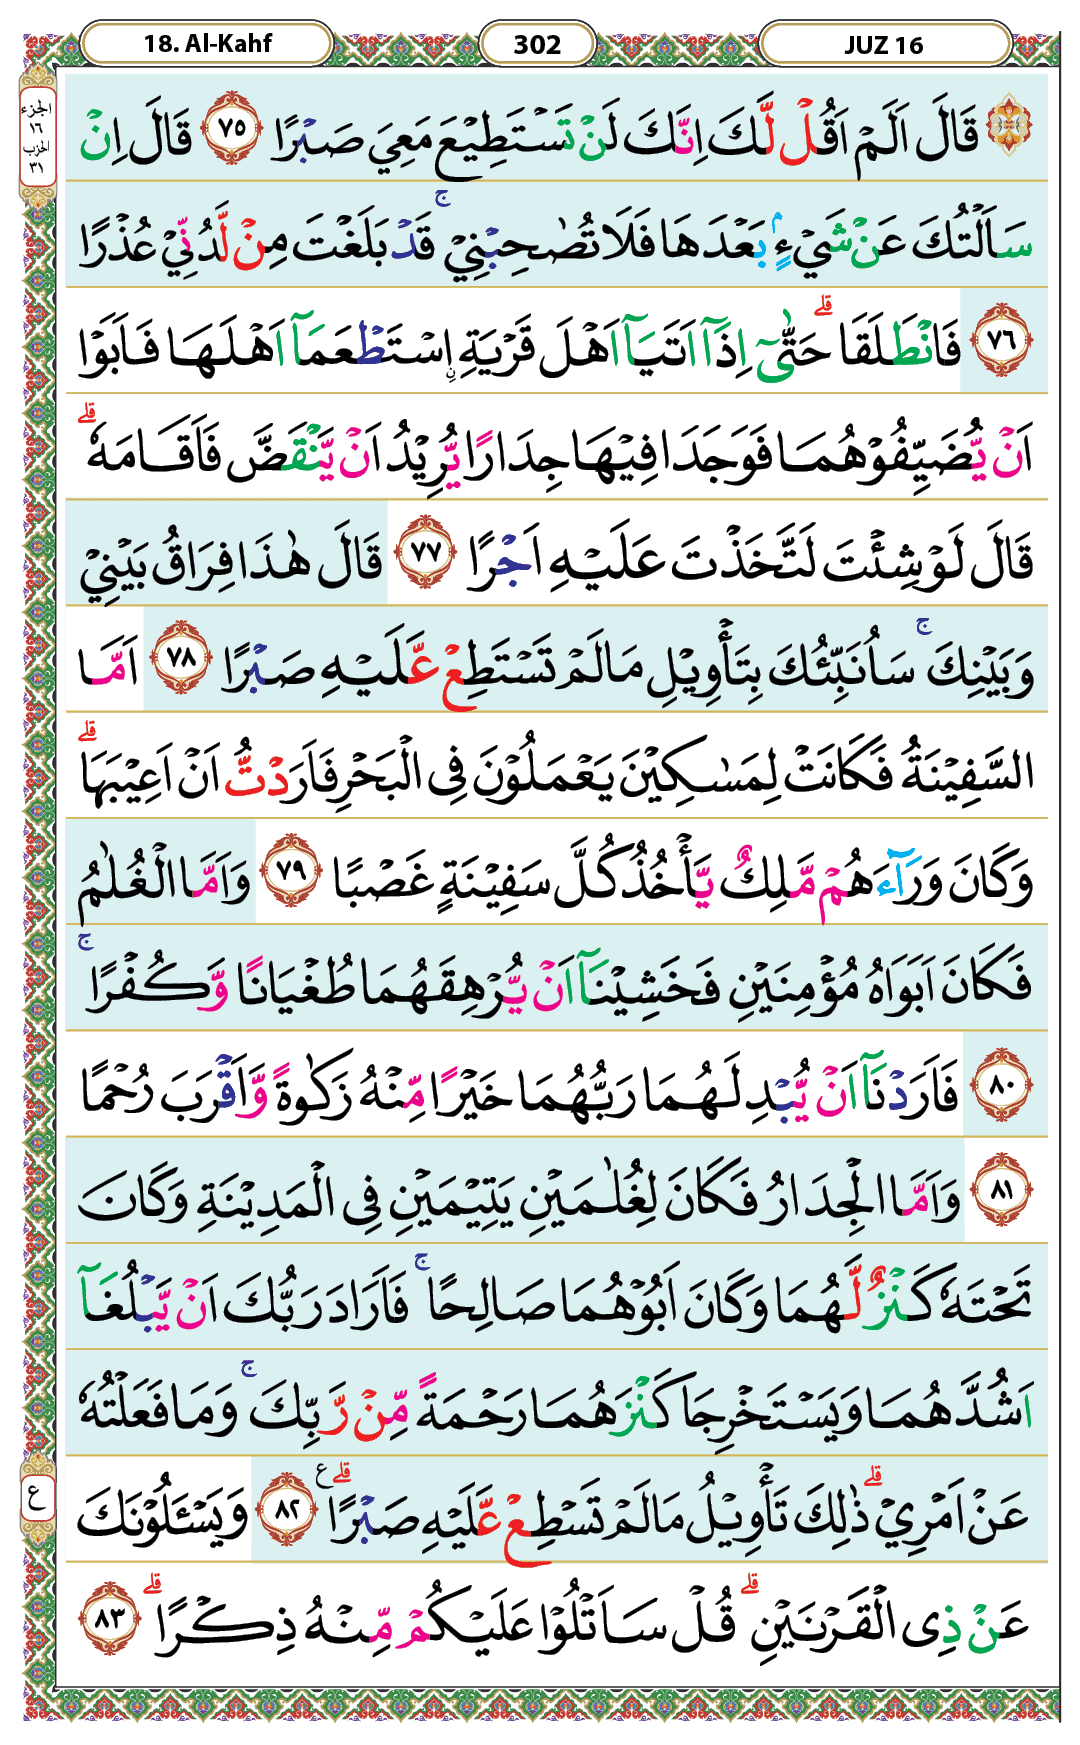 18. Al-Kahf
302
JUZ 16
الجزء
١٦
الحزب
٣١
قَالَ اَلَمْ اَقُلْ لَّكَ اِنَّكَ لَنْ تَسْتَطِيْعَ مَعِيَ صَبْرًا ٧٥ قَالَ اِنْ
سَاَلْتُكَ عَنْ شَيْءٍۢ بَعْدَهَا فَلَا تُصٰحِبْنِيْۚ قَدْ بَلَغْتَ مِنْ لَّدُنِّيْ عُذْرًا
٧٦ فَانْطَلَقَاۗ حَتّٰىٓ اِذَآ اَتَيَآ اَهْلَ قَرْيَةِ ࣙاسْتَطْعَمَآ اَهْلَهَا فَاَبَوْا
اَنْ يُّضَيِّفُوْهُمَا فَوَجَدَا فِيْهَا جِدَارًا يُّرِيْدُ اَنْ يَّنْقَضَّ فَاَقَامَهٗۗ
قَالَ لَوْ شِئْتَ لَتَّخَذْتَ عَلَيْهِ اَجْرًا ٧٧ قَالَ هٰذَا فِرَاقُ بَيْنِيْ
وَبَيْنِكَۚ سَاُنَبِّئُكَ بِتَأْوِيْلِ مَا لَمْ تَسْتَطِعْ عَّلَيْهِ صَبْرًا ٧٨ اَمَّا
السَّفِيْنَةُ فَكَانَتْ لِمَسٰكِيْنَ يَعْمَلُوْنَ فِى الْبَحْرِ فَاَرَدْتُّ اَنْ اَعِيْبَهَاۗ
وَكَانَ وَرَاۤءَهُمْ مَّلِكٌ يَّأْخُذُ كُلَّ سَفِيْنَةٍ غَصْبًا ٧٩ وَاَمَّا الْغُلٰمُ
فَكَانَ اَبَوَاهُ مُؤْمِنَيْنِ فَخَشِيْنَآ اَنْ يُّرْهِقَهُمَا طُغْيَانًا وَّكُفْرًاۚ
٨٠ فَاَرَدْنَآ اَنْ يُّبْدِلَهُمَا رَبُّهُمَا خَيْرًا مِّنْهُ زَكٰوةً وَّاَقْرَبَ رُحْمًا
٨١ وَاَمَّا الْجِدَارُ فَكَانَ لِغُلٰمَيْنِ يَتِيْمَيْنِ فِى الْمَدِيْنَةِ وَكَانَ
تَحْتَهٗ كَنْزٌ لَّهُمَا وَكَانَ اَبُوْهُمَا صَالِحًاۚ فَاَرَادَ رَبُّكَ اَنْ يَّبْلُغَآ
اَشُدَّهُمَا وَيَسْتَخْرِجَا كَنْزَهُمَا رَحْمَةً مِّنْ رَّبِّكَۚ وَمَا فَعَلْتُهٗ
عَنْ اَمْرِيْۗ ذٰلِكَ تَأْوِيْلُ مَا لَمْ تَسْطِعْ عَّلَيْهِ صَبْرًاۗ ع ٨٢ وَيَسْـَٔلُوْنَكَ
ع
عَنْ ذِى الْقَرْنَيْنِۗ قُلْ سَاَتْلُوْا عَلَيْكُمْ مِّنْهُ ذِكْرًاۗ ٨٣